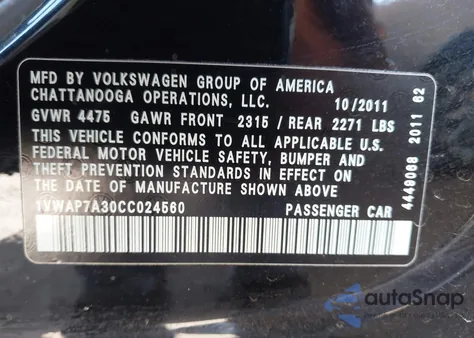 MFD BY VOLKSWAGEN GROUP OF AMERICA
CHATTANOOGA OPERATIONS, LLC. 10/2011
GVWR 4475 GAWR FRONT 2315 / REAR 2271 LBS
THIS VEHICLE CONFORMS TO ALL APPLICABLE U.S.
FEDERAL MOTOR VEHICLE SAFETY, BUMPER AND
THEFT PREVENTION STANDARDS IN EFFECT ON
THE DATE OF MANUFACTURE SHOWN ABOVE.
1VWAP7A30CC024560 PASSENGER CAR
4449068 2011 62
autoSnap